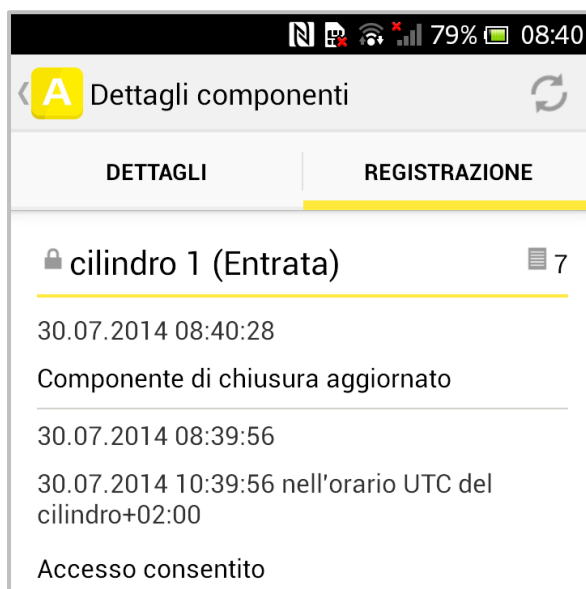 79% 08:40
A Dettagli componenti
DETTAGLI REGISTRAZIONE
cilindro 1 (Entrata) 7
30.07.2014 08:40:28
Componente di chiusura aggiornato
30.07.2014 08:39:56
30.07.2014 10:39:56 nell'orario UTC del
cilindro+02:00
Accesso consentito